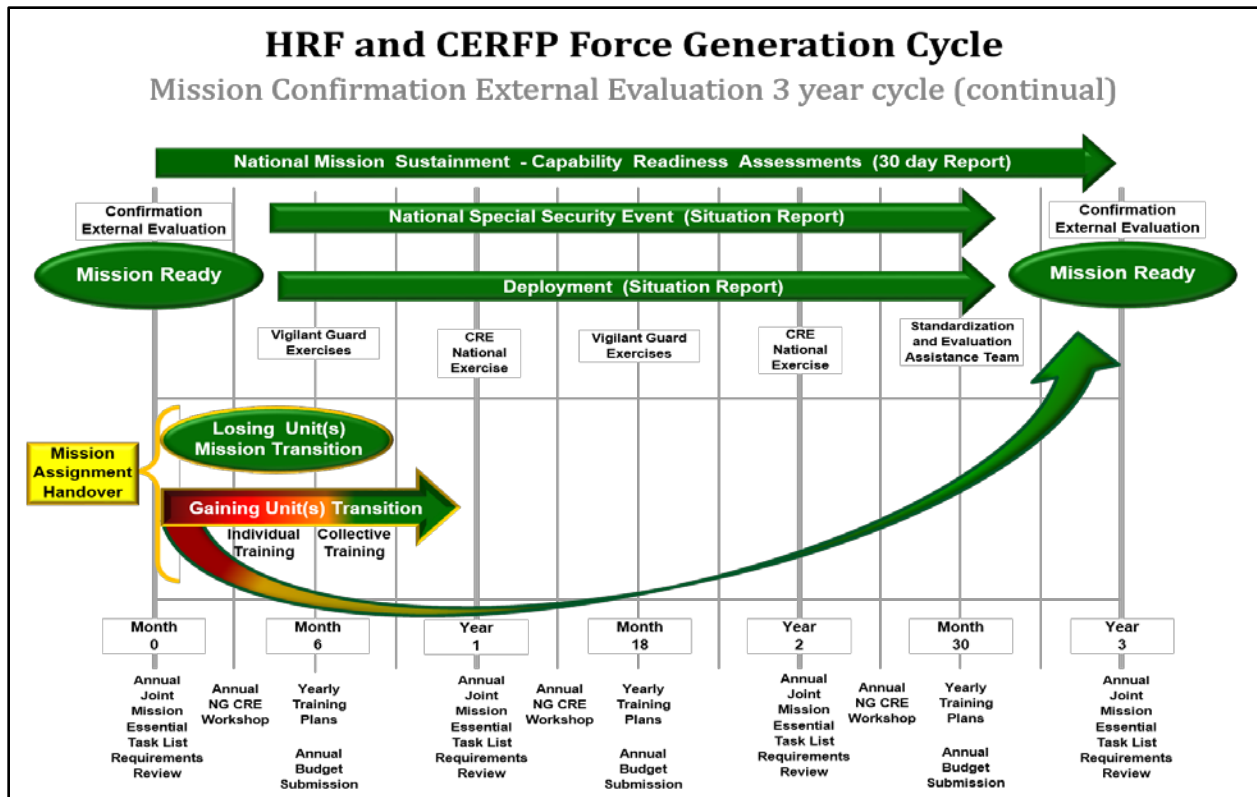 HRF and CERFP Force Generation Cycle
Mission Confirmation External Evaluation 3 year cycle (continual)
National Mission Sustainment - Capability Readiness Assessments (30 day Report)
Confirmation
External Evaluation
National Special Security Event (Situation Report)
Confirmation
External Evaluation
Mission Ready
Deployment (Situation Report)
Mission Ready
Vigilant Guard
Exercises
CRE
National
Exercise
Vigilant Guard
Exercises
CRE
National
Exercise
Standardization
and Evaluation
Assistance Team
Mission
Assignment
Handover
Losing Unit(s)
Mission Transition
Gaining Unit(s) Transition
Individual
Training
Collective
Training
Month
0
Month
6
Year
1
Month
18
Year
2
Month
30
Year
3
Annual
Joint
Mission
Essential
Task List
Requirements
Review
Annual
NG CRE
Workshop
Yearly
Training
Plans
Annual
Budget
Submission
Annual
Joint
Mission
Essential
Task List
Requirements
Review
Annual
NG CRE
Workshop
Yearly
Training
Plans
Annual
Budget
Submission
Annual
Joint
Mission
Essential
Task List
Requirements
Review
Annual
NG CRE
Workshop
Yearly
Training
Plans
Annual
Budget
Submission
Annual
Joint
Mission
Essential
Task List
Requirements
Review